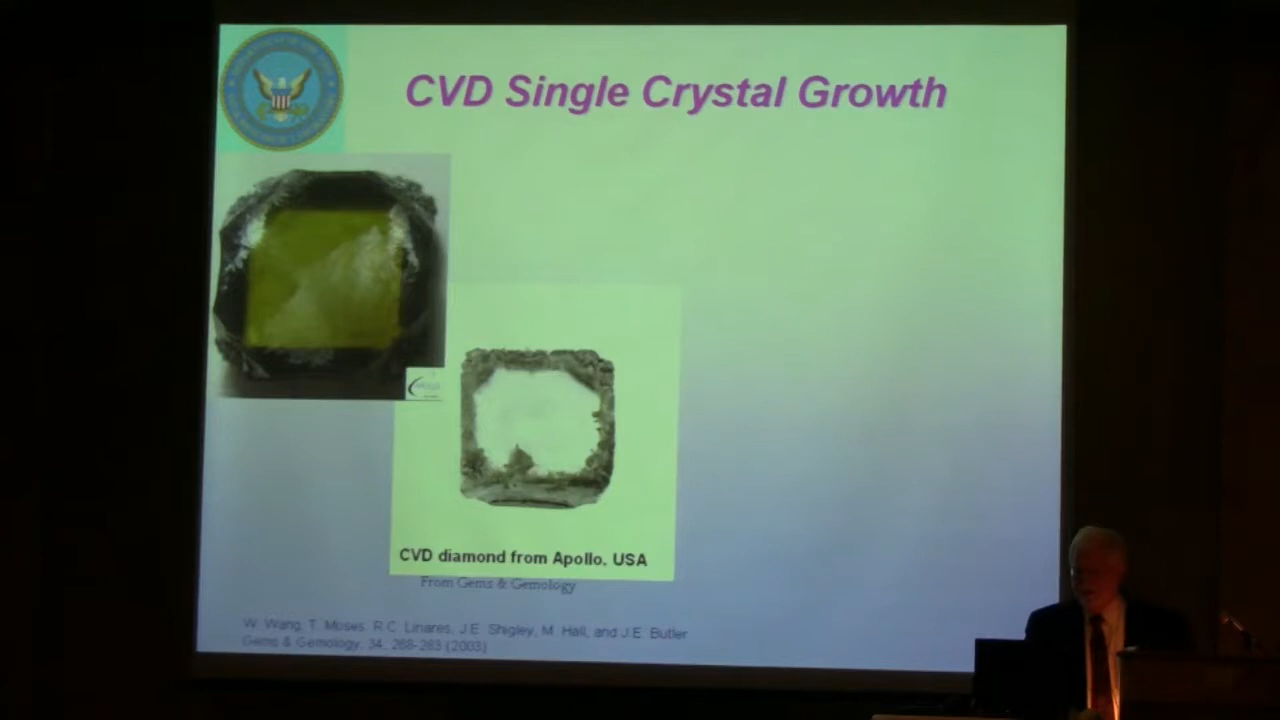 CVD Single Crystal Growth
CVD diamond from Apollo, USA
From Gems & Gemology
W. Wang, T. Moses, R.C. Linares, J.E. Shigley, M. Hall, and J.E. Butler
Gems & Gemology, 34, 268-283 (2003)